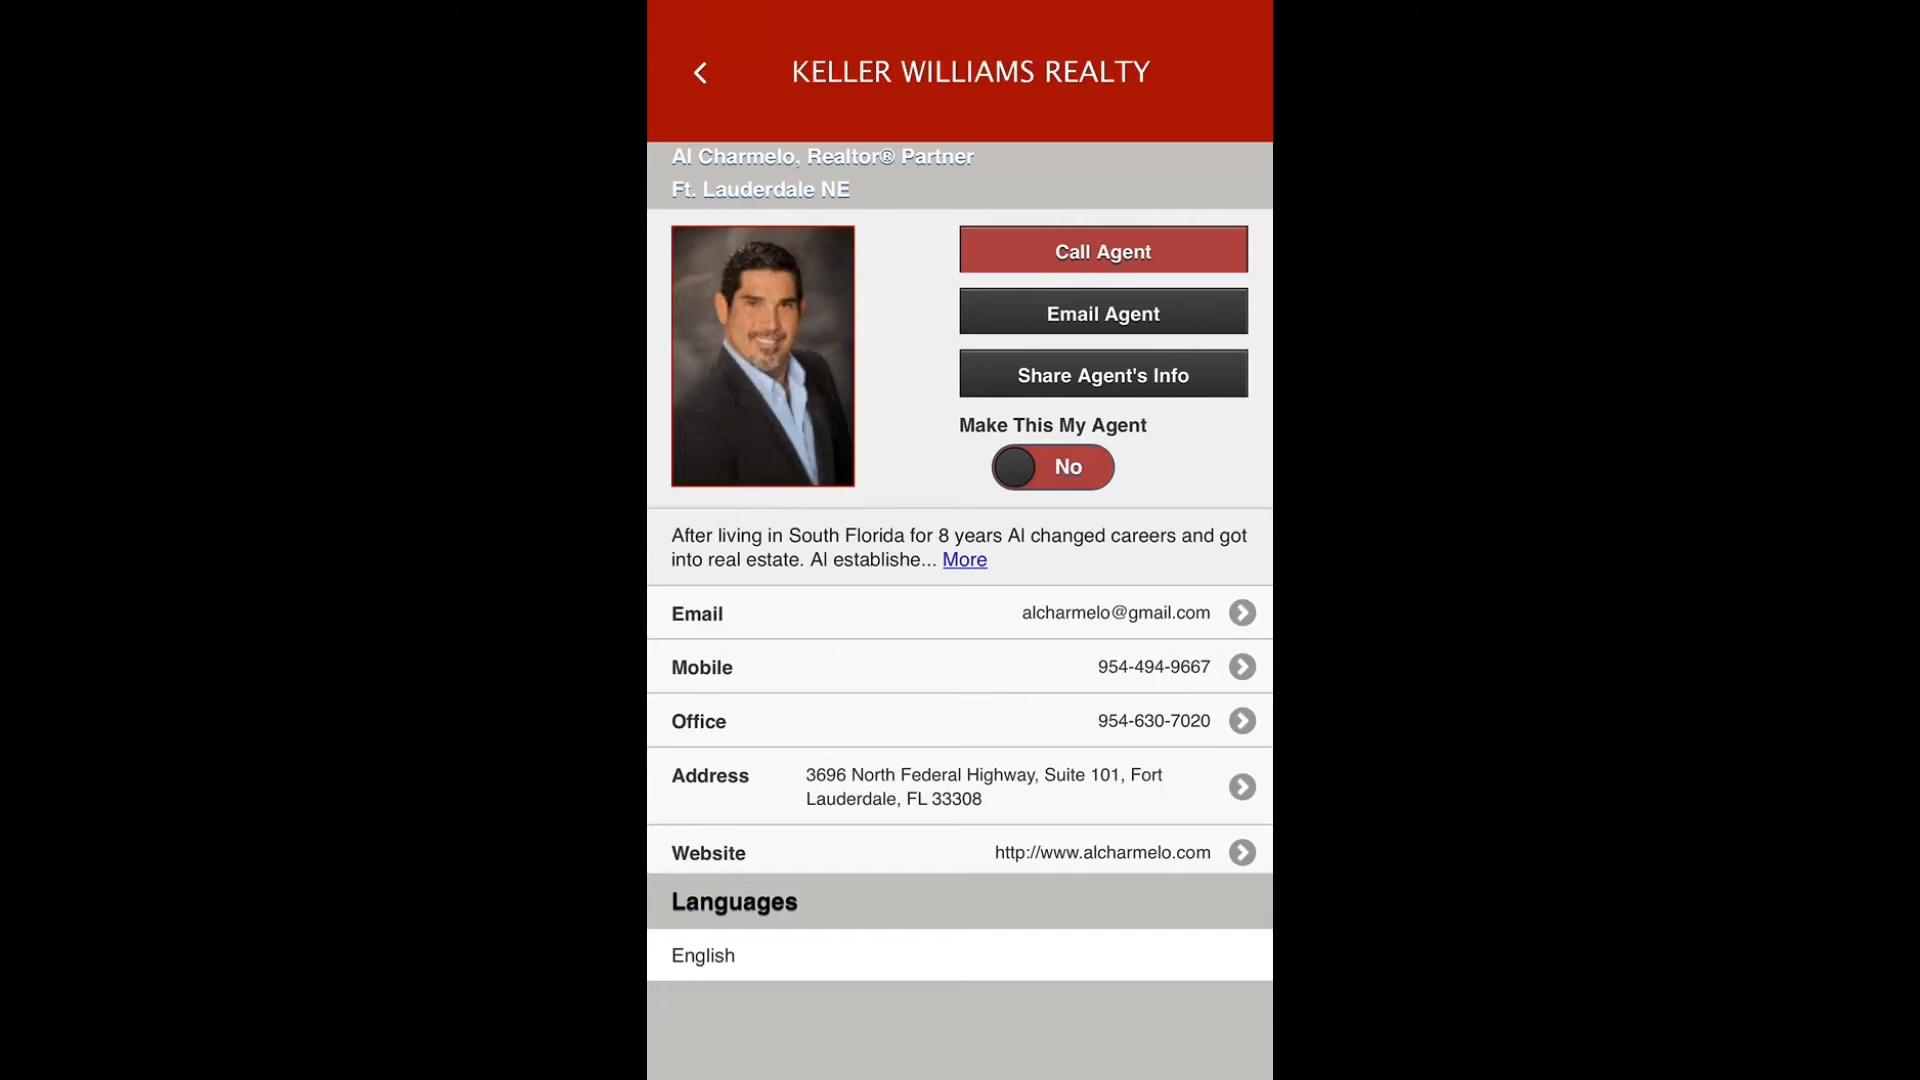 KELLER WILLIAMS REALTY
Al Charmelo, Realtor® Partner
Ft. Lauderdale NE
Call Agent
Email Agent
Share Agent's Info
Make This My Agent
No
After living in South Florida for 8 years Al changed careers and got
into real estate. Al establishe... More
Email alcharmelo@gmail.com
Mobile 954-494-9667
Office 954-630-7020
Address 3696 North Federal Highway, Suite 101, Fort
Lauderdale, FL 33308
Website http://www.alcharmelo.com
Languages
English